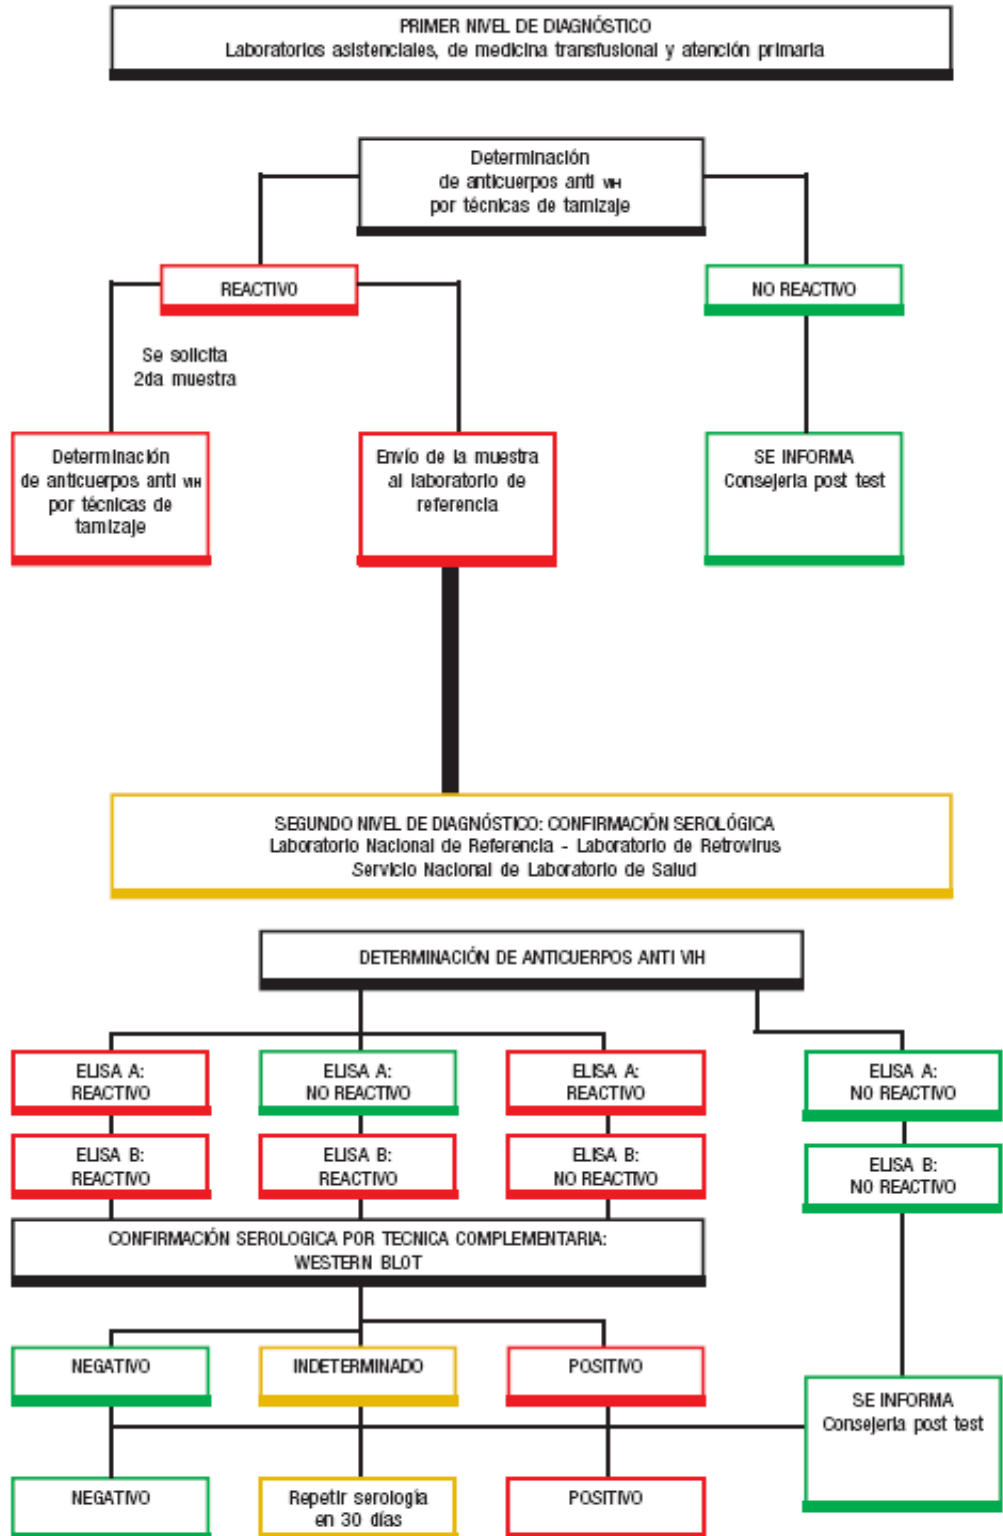 PRIMER NIVEL DE DIAGNÓSTICO
Laboratorios asistenciales, de medicina transfusional y atención primaria
Determinación
de anticuerpos anti VIH
por técnicas de tamizaje
REACTIVO
NO REACTIVO
Se solicita
2da muestra
Determinación
de anticuerpos anti VIH
por técnicas de
tamizaje
Envío de la muestra
al laboratorio de
referencia
SE INFORMA
Consejería post test
SEGUNDO NIVEL DE DIAGNÓSTICO: CONFIRMACIÓN SEROLÓGICA
Laboratorio Nacional de Referencia - Laboratorio de Retrovirus
Servicio Nacional de Laboratorio de Salud
DETERMINACIÓN DE ANTICUERPOS ANTI VIH
ELISA A:
REACTIVO
ELISA A:
NO REACTIVO
ELISA A:
REACTIVO
ELISA A:
NO REACTIVO
ELISA B:
REACTIVO
ELISA B:
REACTIVO
ELISA B:
NO REACTIVO
ELISA B:
NO REACTIVO
CONFIRMACIÓN SEROLOGICA POR TECNICA COMPLEMENTARIA:
WESTERN BLOT
NEGATIVO
INDETERMINADO
POSITIVO
SE INFORMA
Consejería post test
NEGATIVO
Repetir serología
en 30 días
POSITIVO